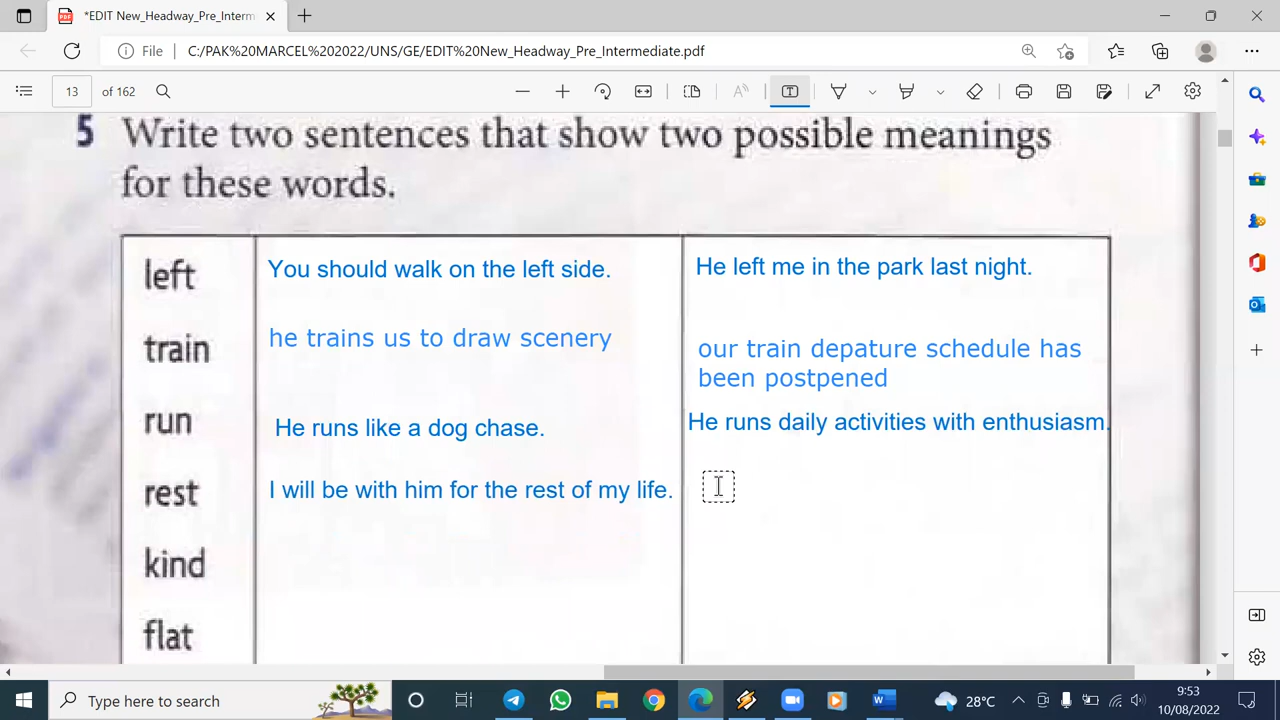 *EDIT New_Headway_Pre_Interm
File C:/PAK%20MARCEL%202022/UNS/GE/EDIT%20New_Headway_Pre_Intermediate.pdf
13 of 162
5 Write two sentences that show two possible meanings
for these words.
left You should walk on the left side. He left me in the park last night.
train he trains us to draw scenery our train depature schedule has
been postpened
run He runs like a dog chase. He runs daily activities with enthusiasm.
rest I will be with him for the rest of my life.
kind
flat
Type here to search 28°C 9:53
10/08/2022